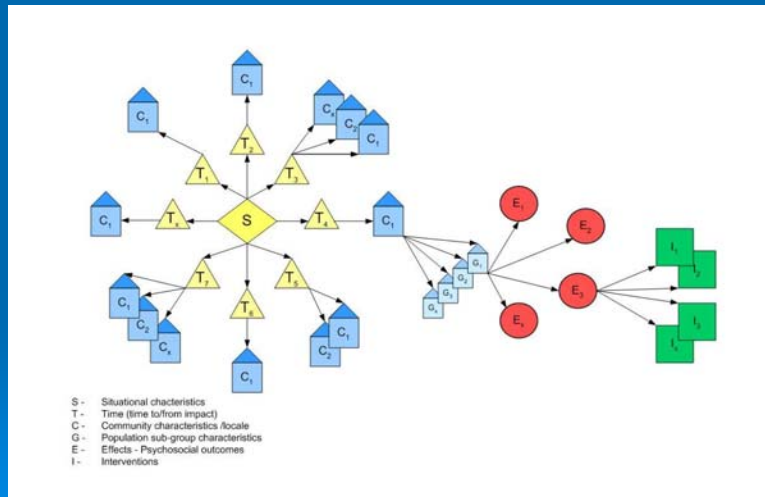 C₁
C₁
Cₓ
C₂
C₁
T₂
T₁
T₃
C₁
Tₓ
S
T₄
C₁
E₁
E₂
G₁
G₂
G₃
Gₓ
I₁
I₂
T₇
T₅
E₃
C₁
C₂
Cₓ
T₆
C₁
C₂
Eₓ
I₃
Iₓ
C₁
S - Situational chacteristics
T - Time (time to/from impact)
C - Community characteristics /locale
G - Population sub-group characteristics
E - Effects - Psychosocial outcomes
I - Interventions